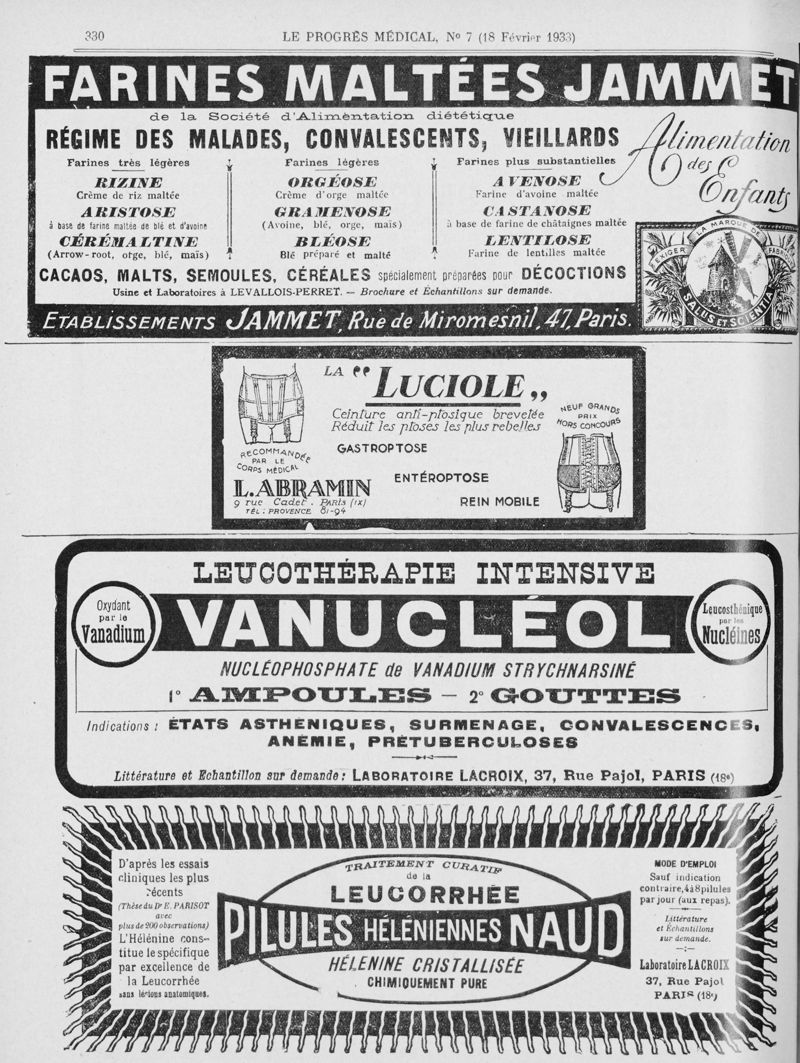 330
LE PROGRÈS MÉDICAL, No 7 (18 Février 1933)
FARINES MALTÉES JAMMET
de la Société d'Alimentation diététique
RÉGIME DES MALADES, CONVALESCENTS, VIEILLARDS
Alimentation
des
Enfants
Farines très légères
RIZINE
Crème de riz maltée
ARISTOSE
à base de farine maltée de blé et d'avoine
CÉRÉMALTINE
(Arrow-root, orge, blé, maïs)
Farines légères
ORGÉOSE
Crème d'orge maltée
GRAMENOSE
(Avoine, blé, orge, maïs)
BLÉOSE
Blé préparé et malté
Farines plus substantielles
AVENOSE
Farine d'avoine maltée
CASTANOSE
à base de farine de châtaignes maltée
LENTILOSE
Farine de lentilles maltée
EXIGER LA MARQUE DE FABRIQUE
SALUS ET SCIENTIA
CACAOS, MALTS, SEMOULES, CÉRÉALES spécialement préparées pour DÉCOCTIONS
Usine et Laboratoires à LEVALLOIS-PERRET. — Brochure et Échantillons sur demande.
ETABLISSEMENTS JAMMET, Rue de Miromesnil, 47, Paris.
LA "LUCIOLE„
Ceinture anti-ptosique brevetée
Réduit les ptoses les plus rebelles
NEUF GRANDS
PRIX
HORS CONCOURS
RECOMMANDÉE
PAR LE
CORPS MÉDICAL
GASTROPTOSE
ENTÉROPTOSE
REIN MOBILE
L. ABRAMIN
9 rue Cadet. PARIS (IX)
TÉL: PROVENCE 81-94
LEUCOTHÉRAPIE INTENSIVE
Oxydant
par le
Vanadium
VANUCLÉOL
Leucosthénique
par les
Nucléines
NUCLÉOPHOSPHATE de VANADIUM STRYCHNARSINÉ
1° AMPOULES — 2° GOUTTES
Indications : ÉTATS ASTHENIQUES, SURMENAGE, CONVALESCENCES,
ANÉMIE, PRÉTUBERCULOSES
Littérature et Echantillon sur demande : LABORATOIRE LACROIX, 37, Rue Pajol, PARIS (18e)
D'après les essais
cliniques les plus
récents
(Thèse du Dr E. PARISOT
avec
plus de 200 observations)
L'Hélénine cons-
titue le spécifique
par excellence de
la Leucorrhée
sans lésions anatomiques.
TRAITEMENT CURATIF
de la
LEUCORRHÉE
PILULES HÉLÉNIENNES NAUD
HÉLÉNINE CRISTALLISÉE
CHIMIQUEMENT PURE
MODE D'EMPLOI
Sauf indication
contraire, 4 à 8 pilules
par jour (aux repas).
Littérature
et Échantillons
sur demande.
Laboratoire LACROIX
37, Rue Pajol
PARIS (18e)